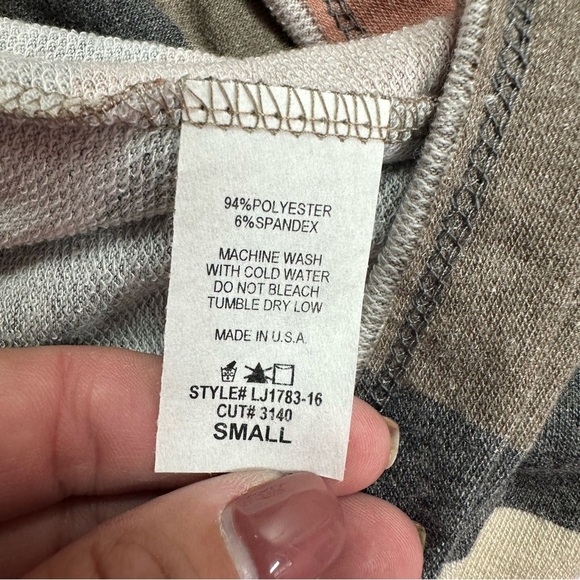 94%POLYESTER
6%SPANDEX
MACHINE WASH
WITH COLD WATER
DO NOT BLEACH
TUMBLE DRY LOW
MADE IN U.S.A.
STYLE# LJ1783-16
CUT# 3140
SMALL